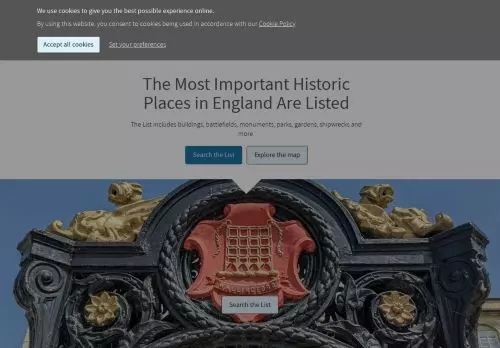 We use cookies to give you the best possible experience online.
By using this website, you consent to cookies being used in accordance with our Cookie Policy.
Accept all cookies
Set your preferences
The Most Important Historic
Places in England Are Listed
The List includes buildings, battlefields, monuments, parks, gardens, shipwrecks and
more
Search the List
Explore the map
Search the List